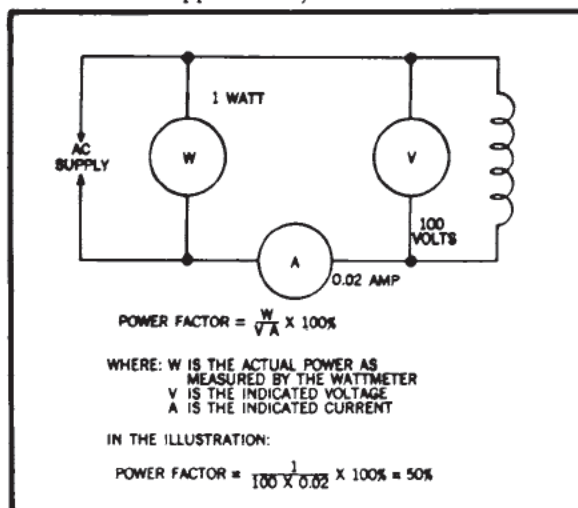 1 WATT
AC
SUPPLY
W
V
100
VOLTS
A
0.02 AMP
POWER FACTOR = W/VA X 100%
WHERE: W IS THE ACTUAL POWER AS
MEASURED BY THE WATTMETER
V IS THE INDICATED VOLTAGE
A IS THE INDICATED CURRENT
IN THE ILLUSTRATION:
POWER FACTOR = 1/100 X 0.02 X 100% = 50%